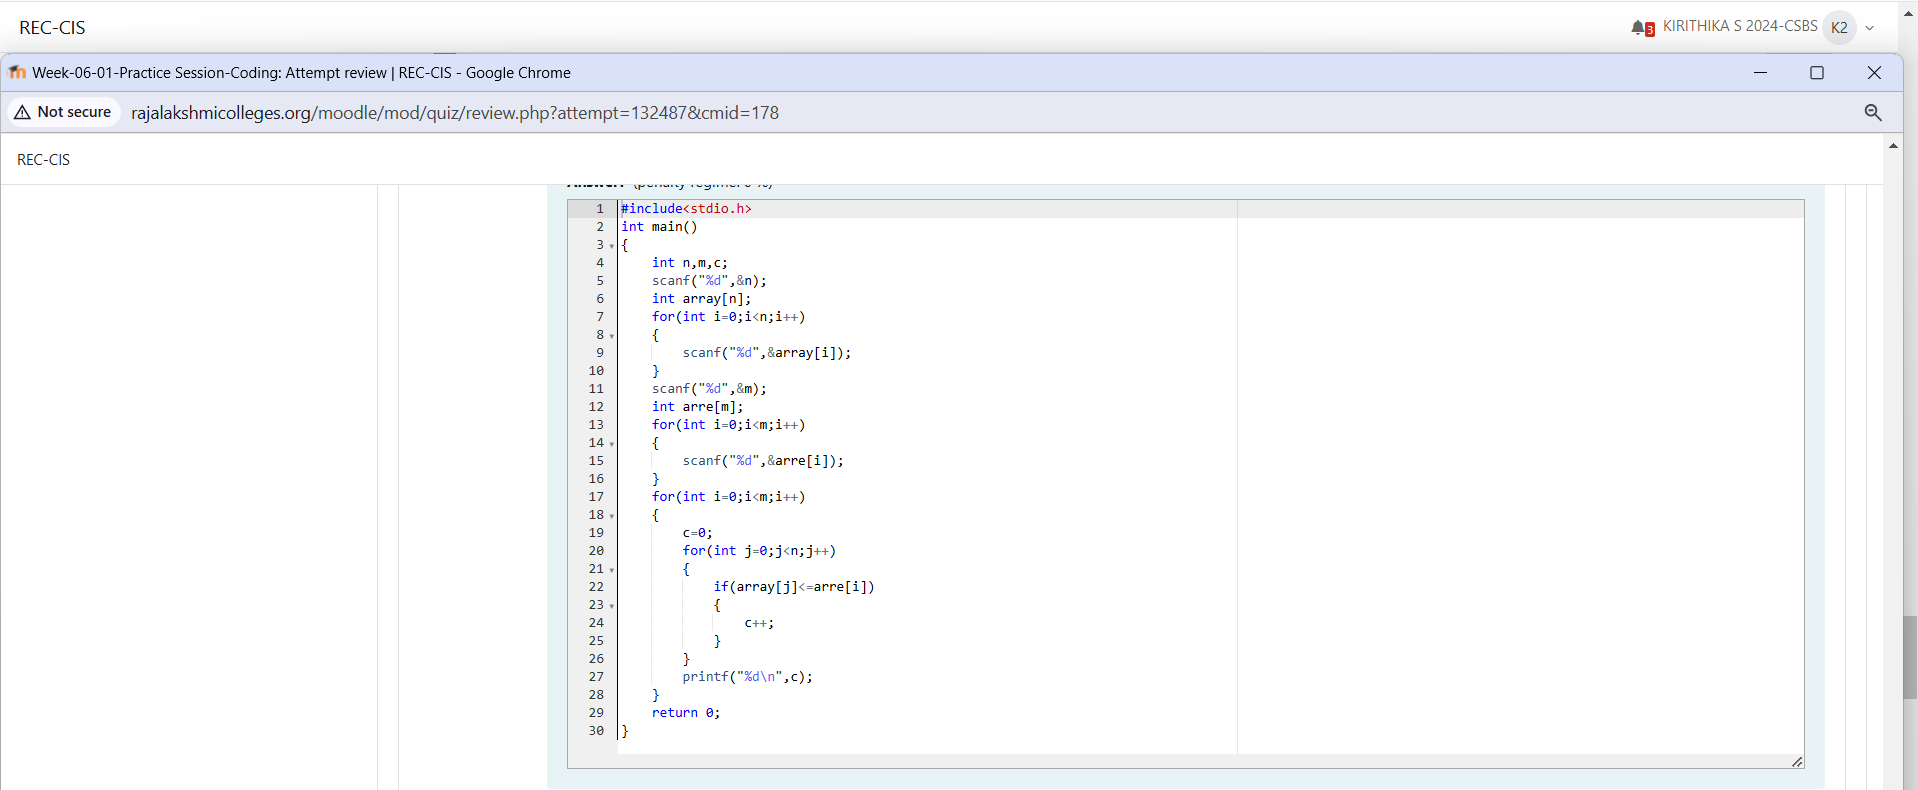 REC-CIS
3 KIRITHIKA S 2024-CSBS K2
Week-06-01-Practice Session-Coding: Attempt review | REC-CIS - Google Chrome
Not secure rajalakshmicolleges.org/moodle/mod/quiz/review.php?attempt=132487&cmid=178
REC-CIS
Answer: (penalty regime: 0 %)
1 #include<stdio.h>
2 int main()
3 {
4     int n,m,c;
5     scanf("%d",&n);
6     int array[n];
7     for(int i=0;i<n;i++)
8     {
9         scanf("%d",&array[i]);
10     }
11     scanf("%d",&m);
12     int arre[m];
13     for(int i=0;i<m;i++)
14     {
15         scanf("%d",&arre[i]);
16     }
17     for(int i=0;i<m;i++)
18     {
19         c=0;
20         for(int j=0;j<n;j++)
21         {
22             if(array[j]<=arre[i])
23             {
24                 c++;
25             }
26         }
27         printf("%d\n",c);
28     }
29     return 0;
30 }